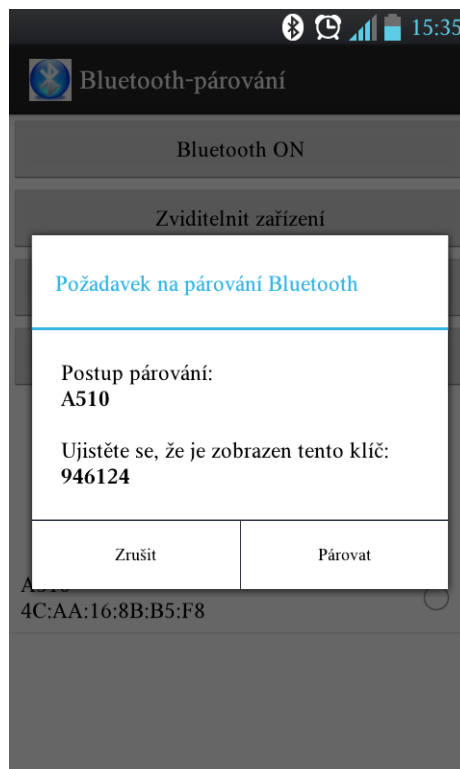 15:35
Bluetooth-párování
Bluetooth ON
Zviditelnit zařízení
Požadavek na párování Bluetooth
Postup párování:
A510
Ujistěte se, že je zobrazen tento klíč:
946124
Zrušit
Párovat
4C:AA:16:8B:B5:F8